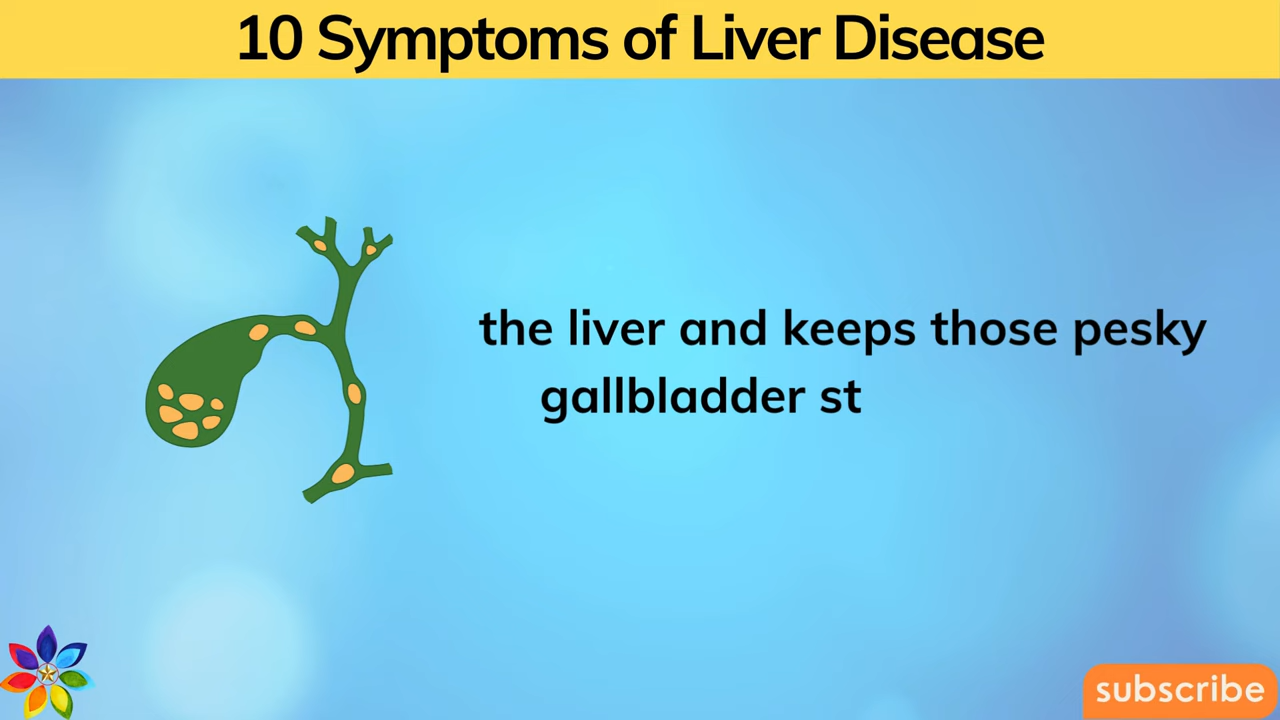 10 Symptoms of Liver Disease
the liver and keeps those pesky
gallbladder st
subscribe